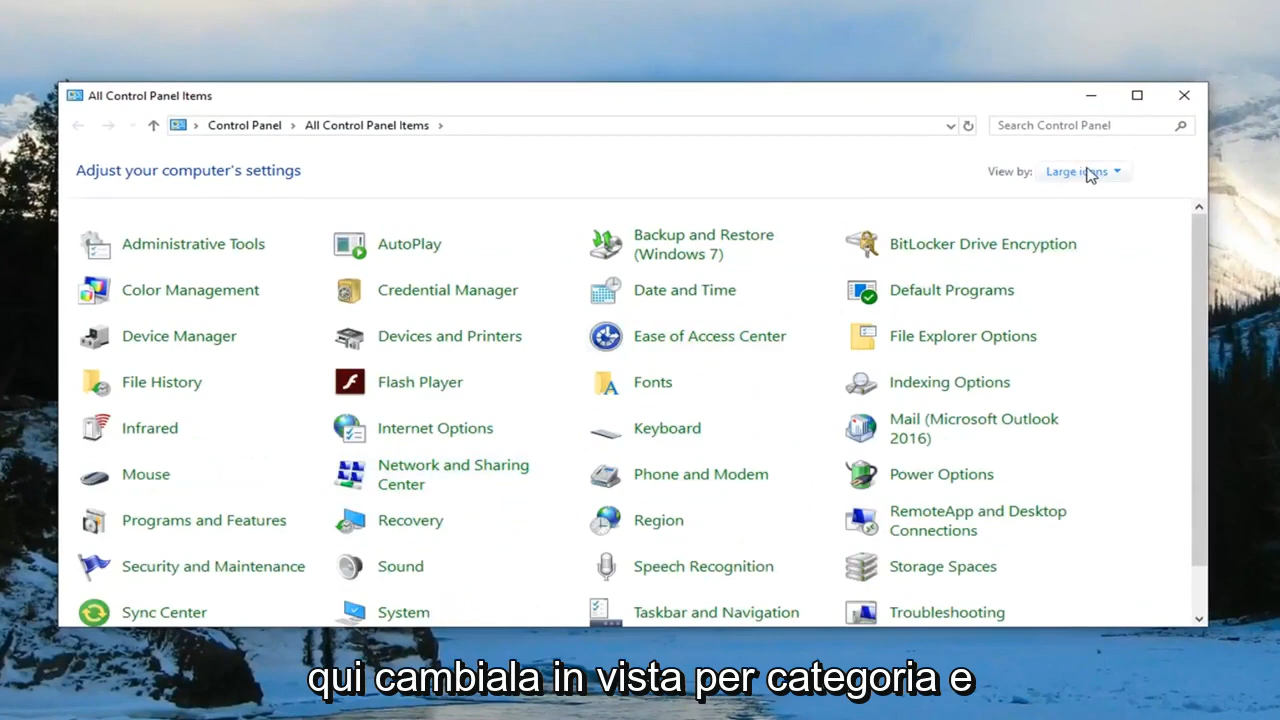 All Control Panel Items
Control Panel > All Control Panel Items >
Search Control Panel
Adjust your computer's settings
View by: Large icons
Administrative Tools
AutoPlay
Backup and Restore
(Windows 7)
BitLocker Drive Encryption
Color Management
Credential Manager
Date and Time
Default Programs
Device Manager
Devices and Printers
Ease of Access Center
File Explorer Options
File History
Flash Player
Fonts
Indexing Options
Infrared
Internet Options
Keyboard
Mail (Microsoft Outlook
2016)
Mouse
Network and Sharing
Center
Phone and Modem
Power Options
Programs and Features
Recovery
Region
RemoteApp and Desktop
Connections
Security and Maintenance
Sound
Speech Recognition
Storage Spaces
Sync Center
System
Taskbar and Navigation
Troubleshooting
qui cambiala in vista per categoria e